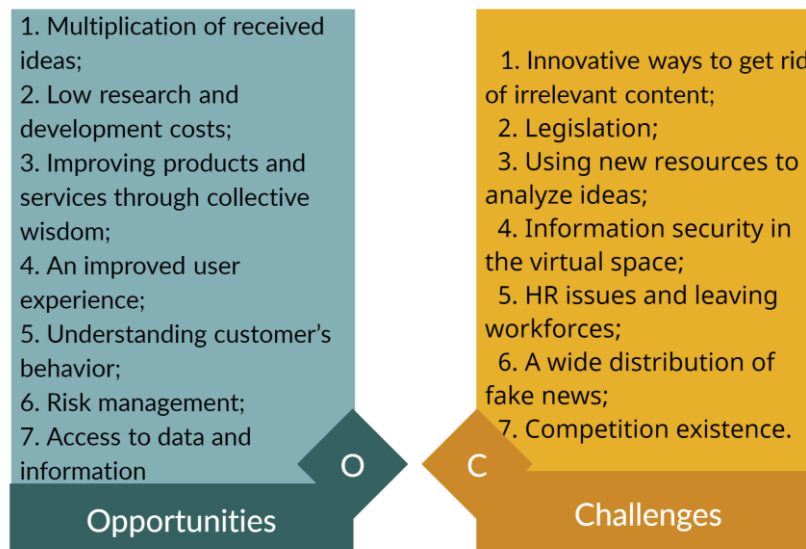 1. Multiplication of received
ideas;
2. Low research and
development costs;
3. Improving products and
services through collective
wisdom;
4. An improved user
experience;
5. Understanding customer's
behavior;
6. Risk management;
7. Access to data and
information
O
Opportunities
1. Innovative ways to get rid
of irrelevant content;
2. Legislation;
3. Using new resources to
analyze ideas;
4. Information security in
the virtual space;
5. HR issues and leaving
workforces;
6. A wide distribution of
fake news;
7. Competition existence.
C
Challenges